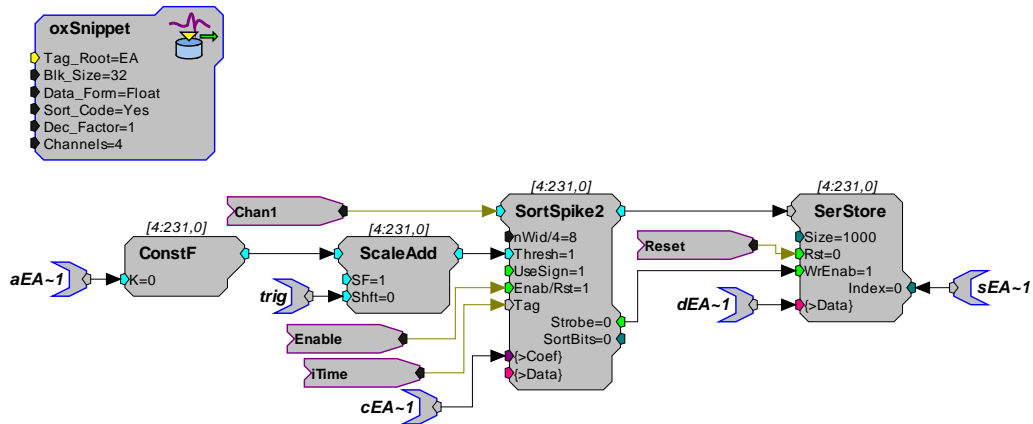 oxSnippet
Tag_Root=EA
Blk_Size=32
Data_Form=Float
Sort_Code=Yes
Dec_Factor=1
Channels=4
[4:231,0]
[4:231,0]
[4:231,0]
[4:231,0]
Chan1
ConstF
K=0
aEA~1
ScaleAdd
SF=1
Shft=0
trig
Enable
iTime
cEA~1
SortSpike2
nWid/4=8
Thresh=1
UseSign=1
Enab/Rst=1
Tag
Strobe=0
SortBits=0
{>Coef}
{>Data}
Reset
dEA~1
SerStore
Size=1000
Rst=0
WrEnab=1
Index=0
{>Data}
sEA~1